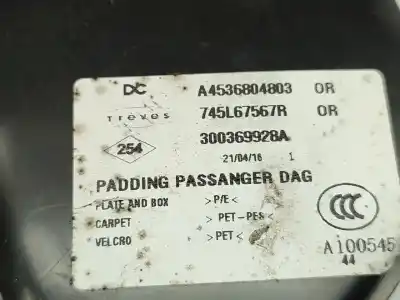 DC A4536804803 OR
TREVES 745L67567R OR
254 300369928A
21/04/16 1
PADDING PASSANGER DAG
PLATE AND BOX >P/E<
CARPET >PET-PES<
VELCRO >PET<
CCC
A100545
44